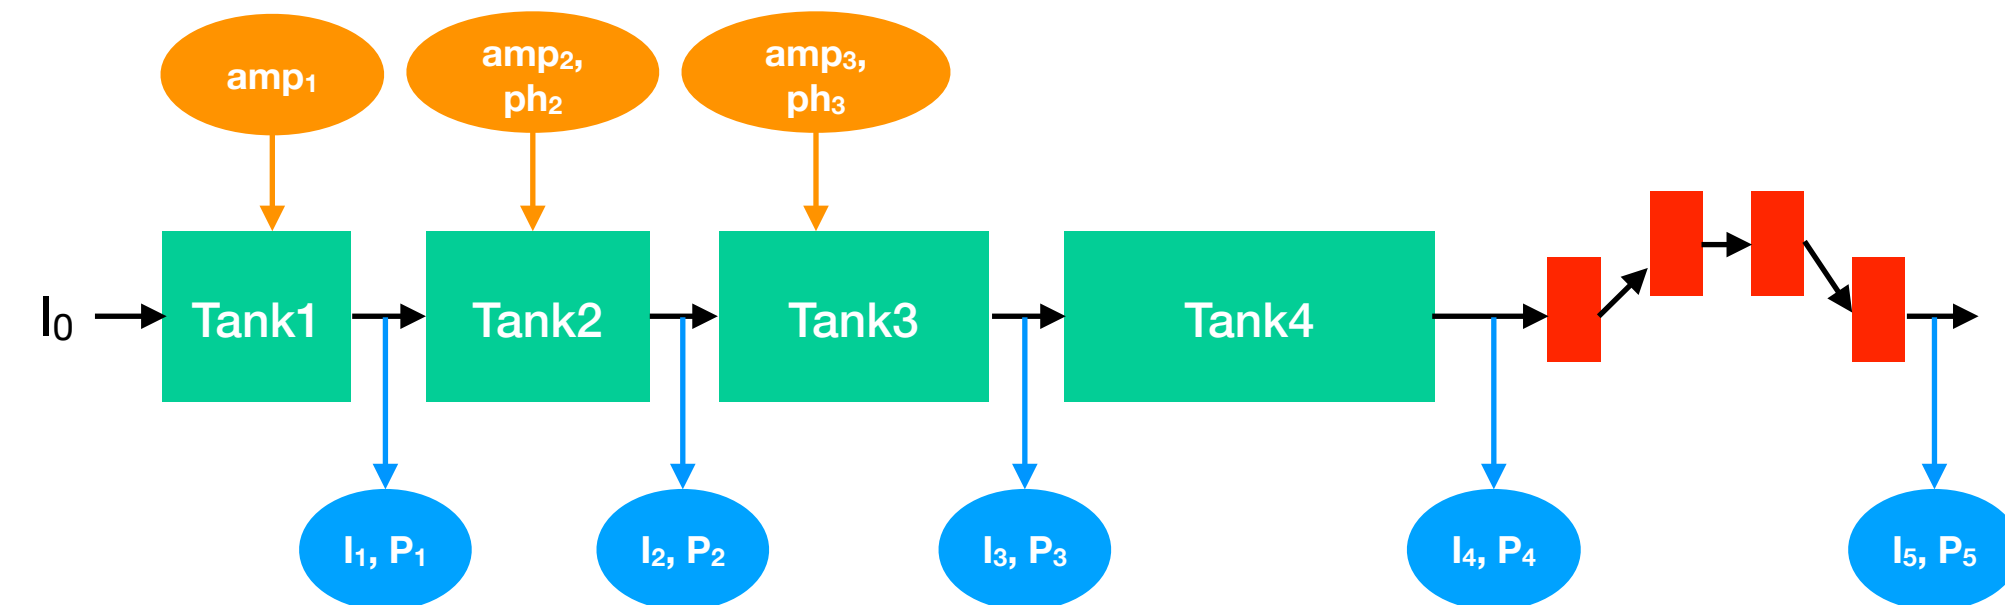 amp₁
amp₂,
ph₂
amp₃,
ph₃
I₀
Tank1
Tank2
Tank3
Tank4
I₁, P₁
I₂, P₂
I₃, P₃
I₄, P₄
I₅, P₅